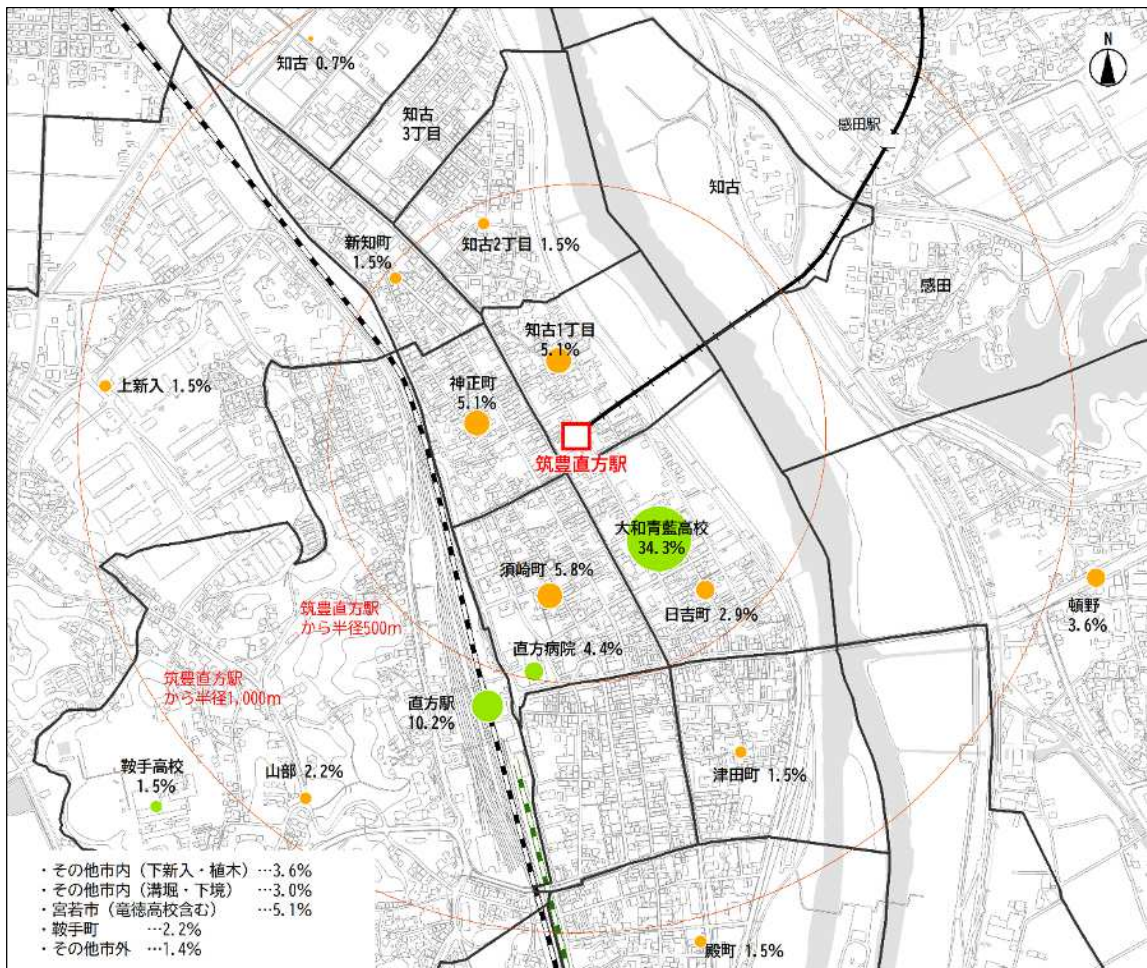 N
知古 0.7%
知古
3丁目
感田駅
知古
新知町
1.5%
知古2丁目 1.5%
感田
知古1丁目
5.1%
上新入 1.5%
神正町
5.1%
筑豊直方駅
大和青藍高校
34.3%
須崎町 5.8%
日吉町 2.9%
頓野
3.6%
筑豊直方駅
から半径500m
直方病院 4.4%
筑豊直方駅
から半径1,000m
直方駅
10.2%
鞍手高校
1.5%
山部 2.2%
津田町 1.5%
・その他市内（下新入・植木）…3.6%
・その他市内（溝堀・下境） …3.0%
・宮若市（竜徳高校含む） …5.1%
・鞍手町 …2.2%
・その他市外 …1.4%
殿町 1.5%